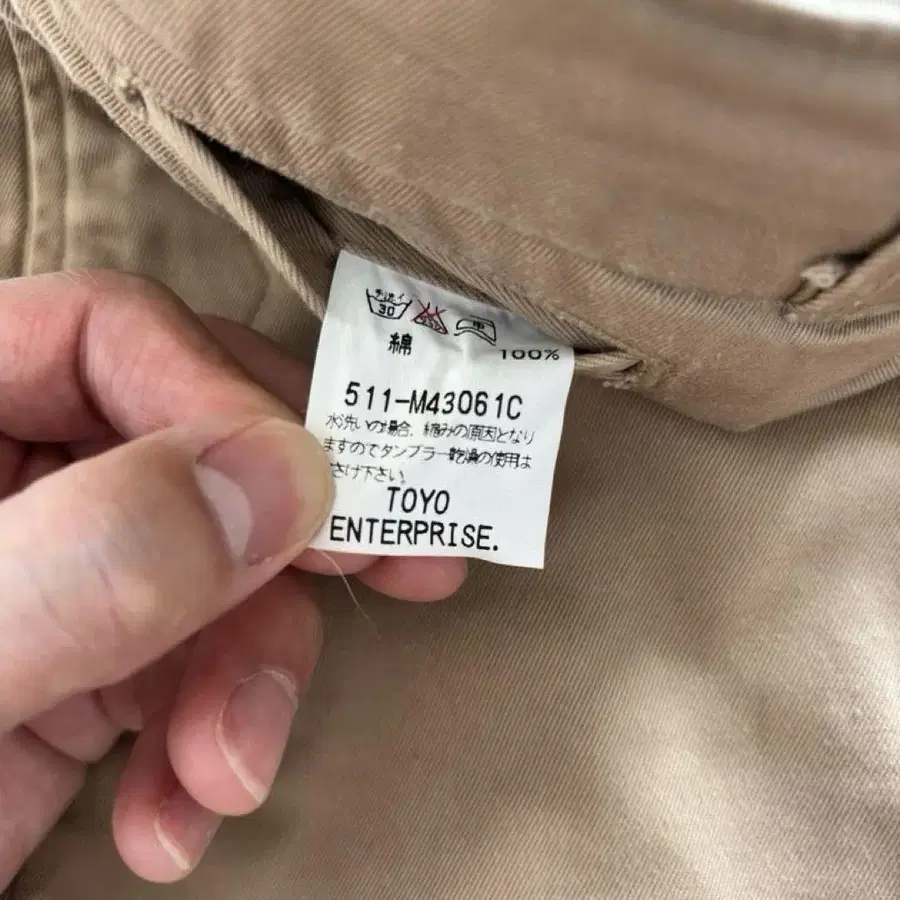 手洗イ 30 中
綿 100%
511-M43061C
水洗いの場合、縮みの原因となり
ますのでタンブラー乾燥の使用は
さけ下さい。
TOYO
ENTERPRISE.